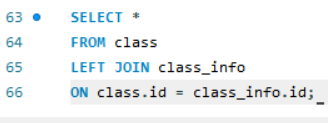 63 SELECT *
64 FROM class
65 LEFT JOIN class_info
66 ON class.id = class_info.id;